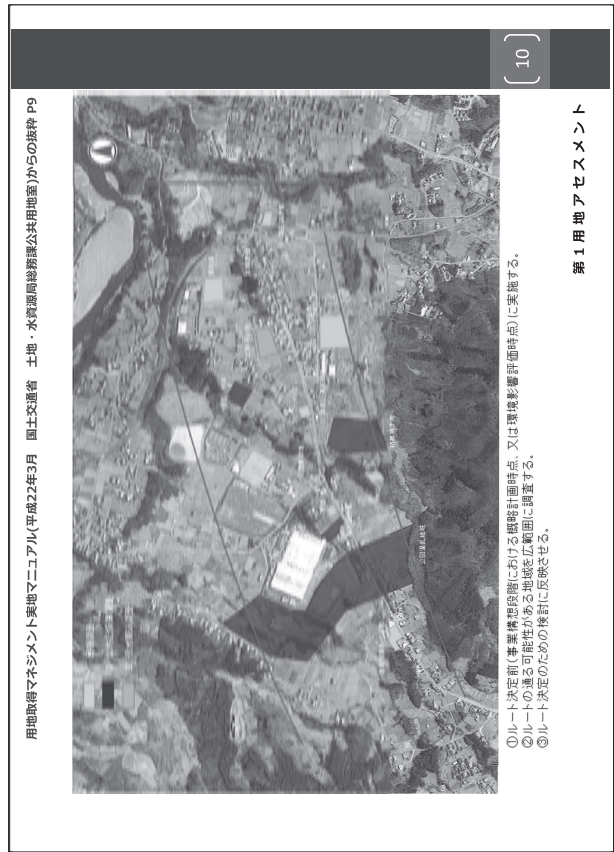 用地取得マネジメント実地マニュアル(平成22年3月　国土交通省　土地・水資源局総務課公共用地室)からの抜粋 P9
①ルート決定前(事業構想段階における概略計画時点、又は環境影響評価時点)に実施する。
②ルートの通る可能性がある地域を広範囲に調査する。
③ルート決定のための検討に反映させる。
第1用地アセスメント
10